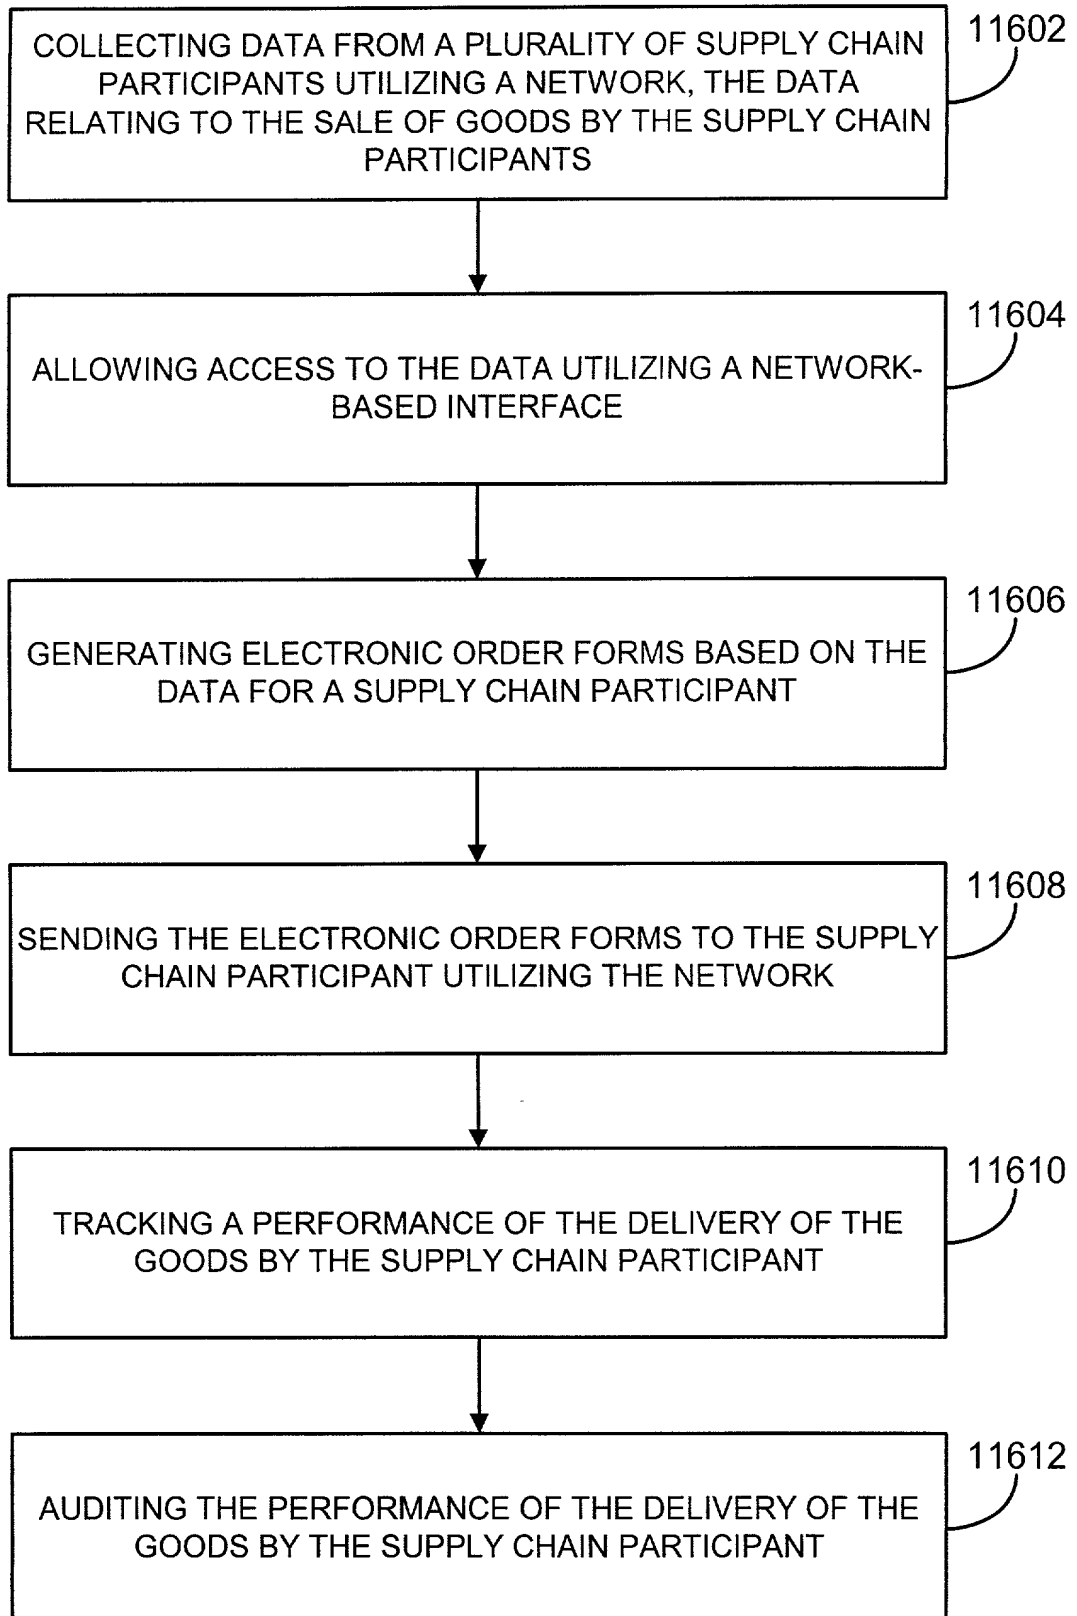 11602
COLLECTING DATA FROM A PLURALITY OF SUPPLY CHAIN
PARTICIPANTS UTILIZING A NETWORK, THE DATA
RELATING TO THE SALE OF GOODS BY THE SUPPLY CHAIN
PARTICIPANTS
11604
ALLOWING ACCESS TO THE DATA UTILIZING A NETWORK-
BASED INTERFACE
11606
GENERATING ELECTRONIC ORDER FORMS BASED ON THE
DATA FOR A SUPPLY CHAIN PARTICIPANT
11608
SENDING THE ELECTRONIC ORDER FORMS TO THE SUPPLY
CHAIN PARTICIPANT UTILIZING THE NETWORK
11610
TRACKING A PERFORMANCE OF THE DELIVERY OF THE
GOODS BY THE SUPPLY CHAIN PARTICIPANT
11612
AUDITING THE PERFORMANCE OF THE DELIVERY OF THE
GOODS BY THE SUPPLY CHAIN PARTICIPANT